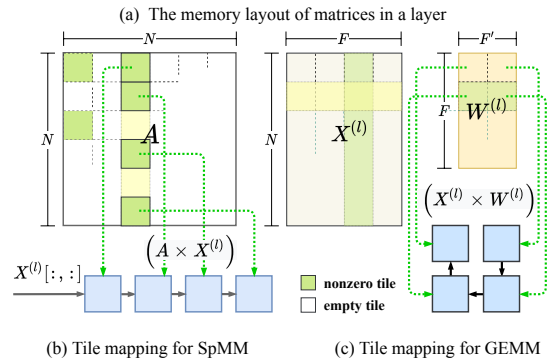 (a) The memory layout of matrices in a layer
N F F'
N A N X^{(l)} F W^{(l)}
(A × X^{(l)}) (X^{(l)} × W^{(l)})
X^{(l)}[:, :]
nonzero tile
empty tile
(b) Tile mapping for SpMM (c) Tile mapping for GEMM